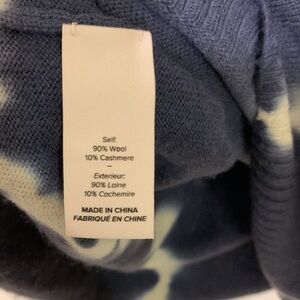 Self:
90% Wool
10% Cashmere
–
Exterieur:
90% Laine
10% Cachemire
MADE IN CHINA
FABRIQUÉ EN CHINE